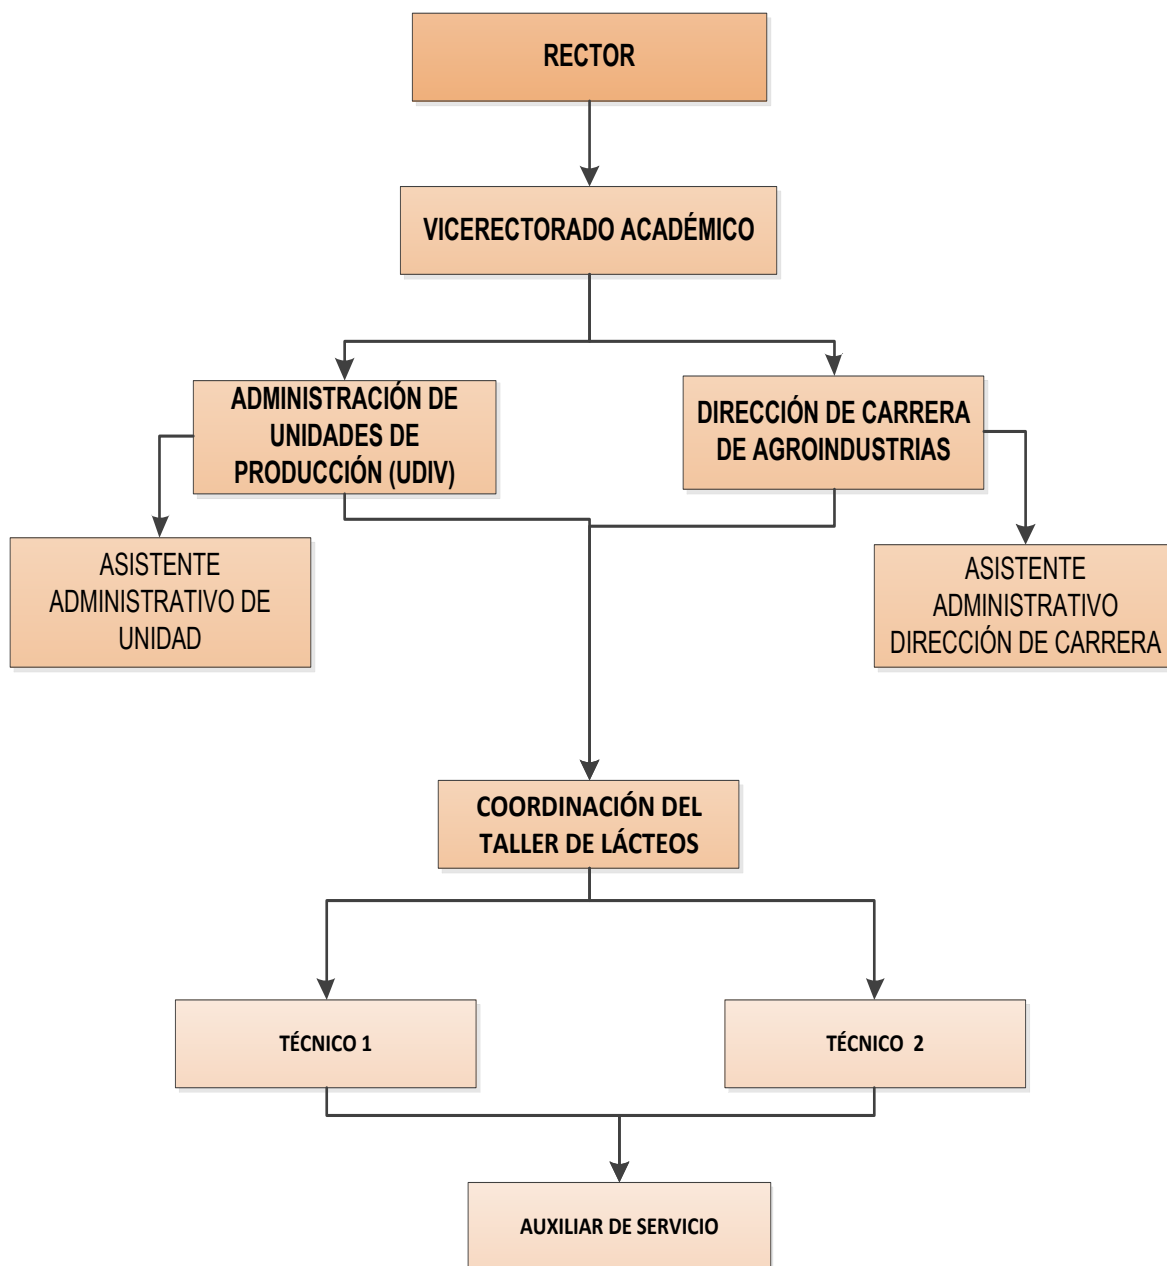 RECTOR
VICERECTORADO ACADÉMICO
ADMINISTRACIÓN DE
UNIDADES DE
PRODUCCIÓN (UDIV)
DIRECCIÓN DE CARRERA
DE AGROINDUSTRIAS
ASISTENTE
ADMINISTRATIVO DE
UNIDAD
ASISTENTE
ADMINISTRATIVO
DIRECCIÓN DE CARRERA
COORDINACIÓN DEL
TALLER DE LÁCTEOS
TÉCNICO 1
TÉCNICO 2
AUXILIAR DE SERVICIO